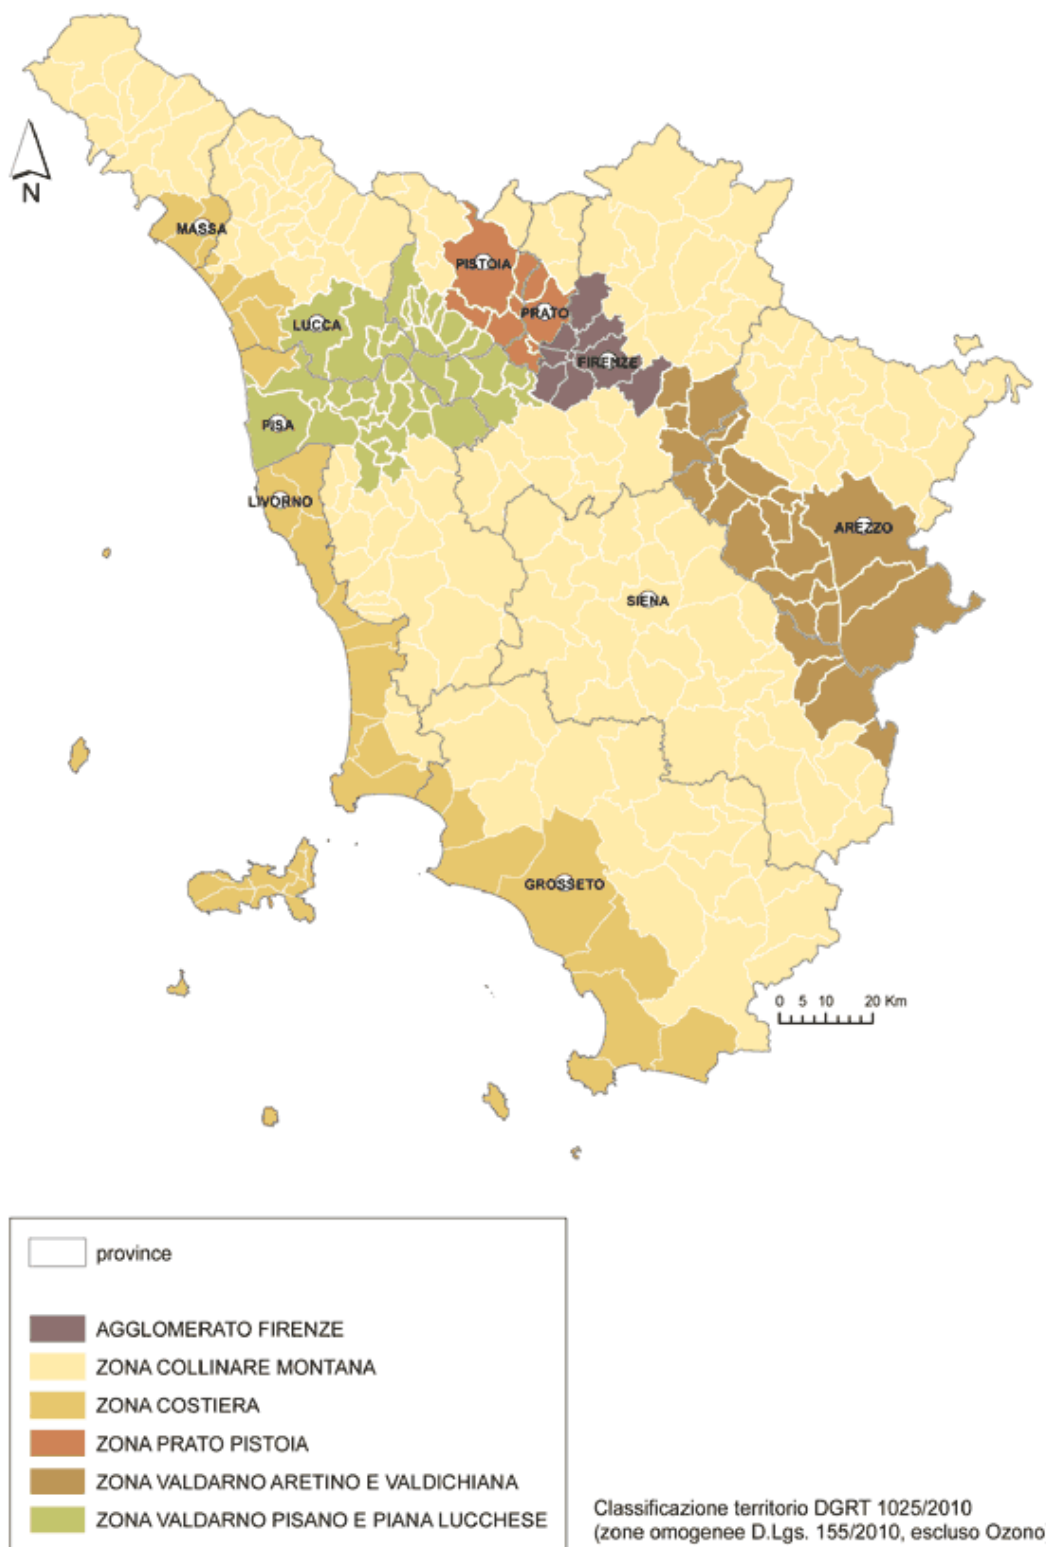 N
MASSA
PISTOIA
PRATO
LUCCA
FIRENZE
PISA
LIVORNO
AREZZO
SIENA
GROSSETO
0 5 10 20 Km
province
AGGLOMERATO FIRENZE
ZONA COLLINARE MONTANA
ZONA COSTIERA
ZONA PRATO PISTOIA
ZONA VALDARNO ARETINO E VALDICHIANA
ZONA VALDARNO PISANO E PIANA LUCCHESE
Classificazione territorio DGRT 1025/2010
(zone omogenee D.Lgs. 155/2010, escluso Ozono